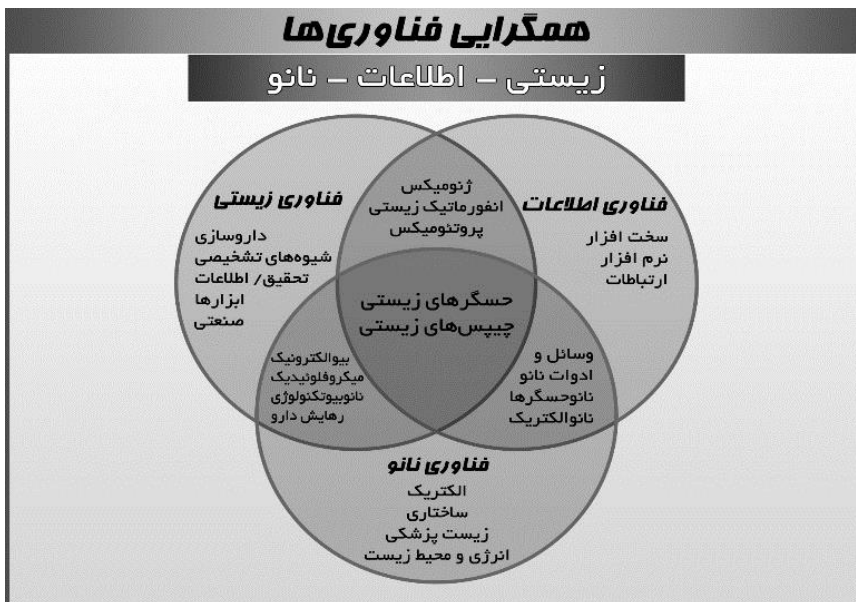 همگرایی فناوری‌ها
زیستی - اطلاعات - نانو
فناوری زیستی
داروسازی
شیوه‌های تشخیصی
تحقیق/ اطلاعات
ابزارها
صنعتی
ژنومیکس
انفورماتیک زیستی
پروتئومیکس
فناوری اطلاعات
سخت افزار
نرم افزار
ارتباطات
حسگرهای زیستی
چیپس‌های زیستی
بیوالکترونیک
میکروفلوئیدیک
نانوبیوتکنولوژی
رهایش دارو
وسائل و
ادوات نانو
نانوحسگرها
نانوالکتریک
فناوری نانو
الکتریک
ساختاری
زیست پزشکی
انرژی و محیط زیست